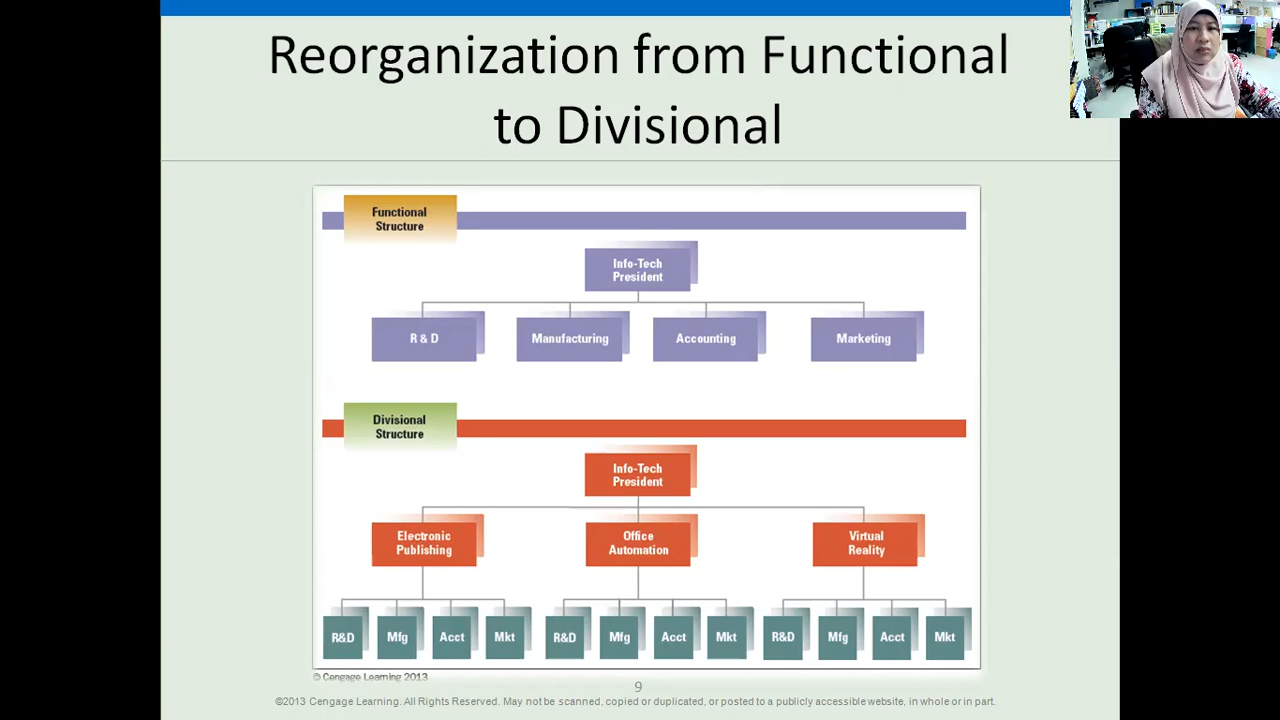 Reorganization from Functional
to Divisional
Functional
Structure
Info-Tech
President
R & D
Manufacturing
Accounting
Marketing
Divisional
Structure
Info-Tech
President
Electronic
Publishing
Office
Automation
Virtual
Reality
R&D
Mfg
Acct
Mkt
R&D
Mfg
Acct
Mkt
R&D
Mfg
Acct
Mkt
© Cengage Learning 2013
9
©2013 Cengage Learning. All Rights Reserved. May not be scanned, copied or duplicated, or posted to a publicly accessible website, in whole or in part.